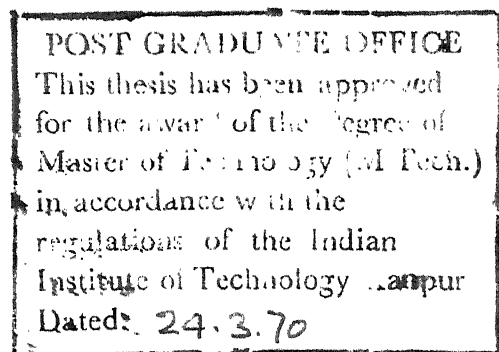 POST GRADUATE OFFICE
This thesis has been approved
for the award of the Degree of
Master of Technology (M Tech.)
in accordance with the
regulations of the Indian
Institute of Technology Kanpur
Dated: 24.3.70